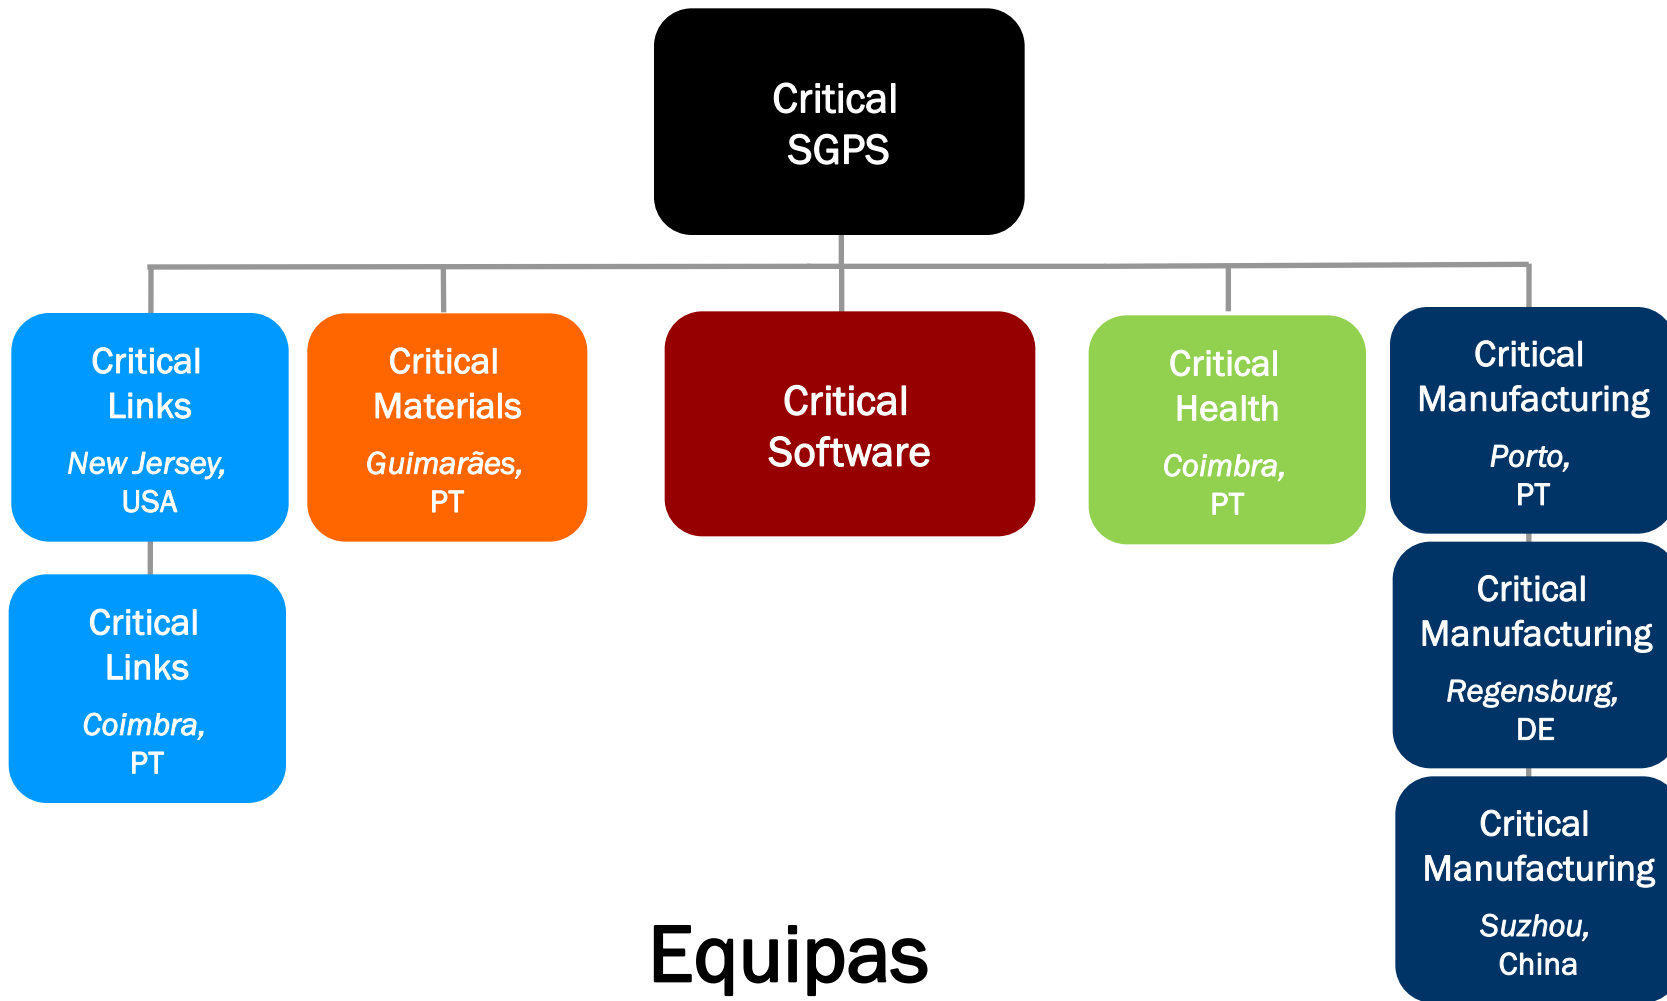 Critical
SGPS
Critical
Links
New Jersey,
USA
Critical
Materials
Guimarães,
PT
Critical
Software
Critical
Health
Coimbra,
PT
Critical
Manufacturing
Porto,
PT
Critical
Links
Coimbra,
PT
Critical
Manufacturing
Regensburg,
DE
Critical
Manufacturing
Suzhou,
China
Equipas